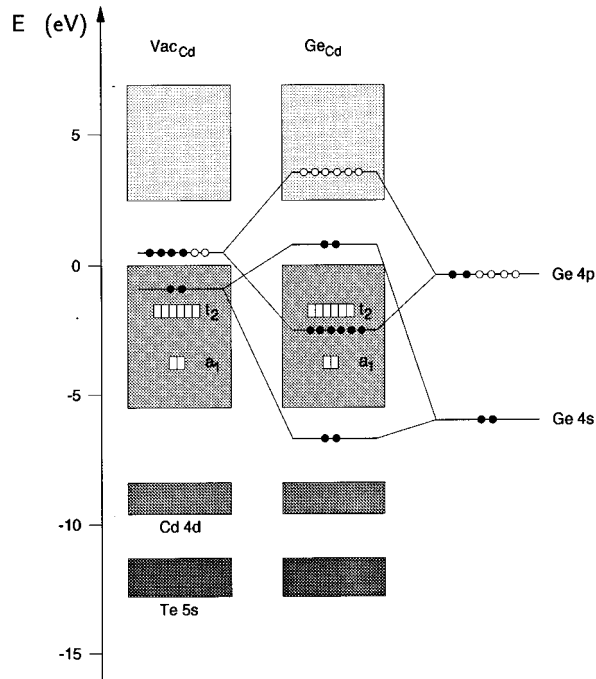 E (eV)
Vac_Cd
Ge_Cd
5
0
-5
-10
-15
t_2
a_1
t_2
a_1
Ge 4p
Ge 4s
Cd 4d
Te 5s